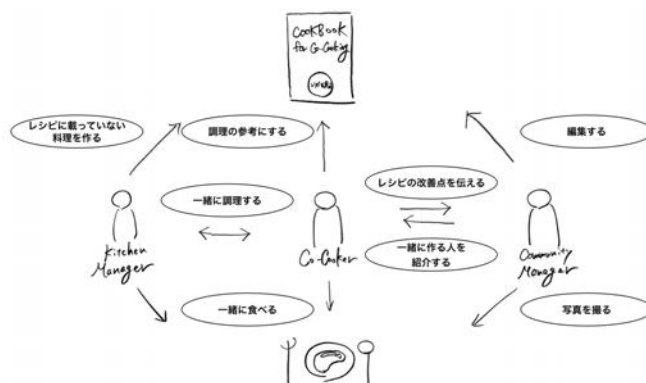 COOKBOOK
for Co-Cooking
レシピに載っていない
料理を作る
調理の参考にする
編集する
レシピの改善点を伝える
一緒に調理する
一緒に作る人を
紹介する
Kitchen
Manager
Co-Cooker
Community
Manager
一緒に食べる
写真を撮る